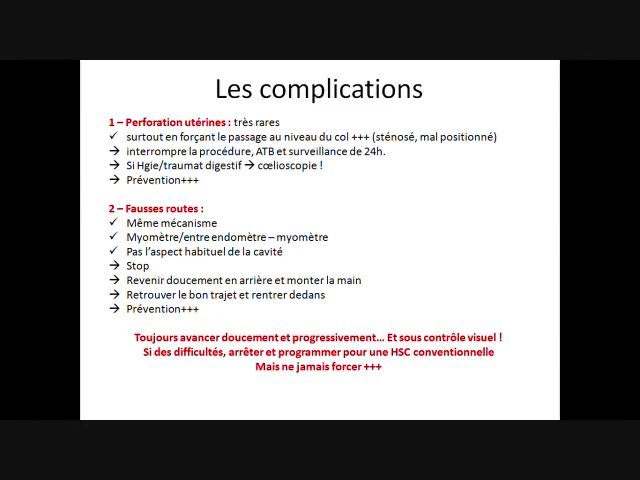 Les complications
1 – Perforation utérines : très rares
✓ surtout en forçant le passage au niveau du col +++ (sténosé, mal positionné)
→ interrompre la procédure, ATB et surveillance de 24h.
→ Si Hgie/traumat digestif → cœlioscopie !
→ Prévention+++
2 – Fausses routes :
✓ Même mécanisme
✓ Myomètre/entre endomètre – myomètre
✓ Pas l'aspect habituel de la cavité
→ Stop
→ Revenir doucement en arrière et monter la main
→ Retrouver le bon trajet et rentrer dedans
→ Prévention+++
Toujours avancer doucement et progressivement... Et sous contrôle visuel !
Si des difficultés, arrêter et programmer pour une HSC conventionnelle
Mais ne jamais forcer +++